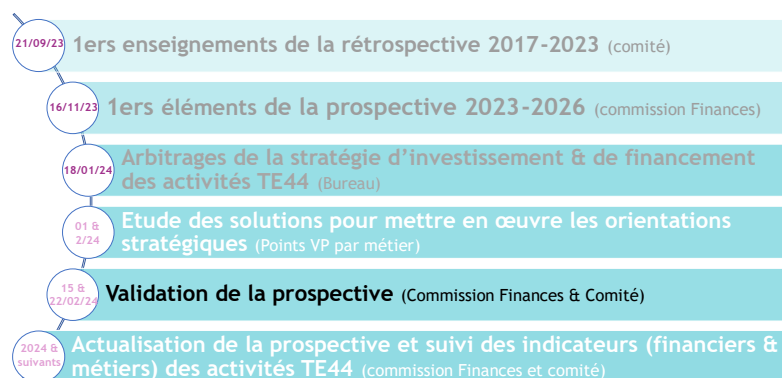 21/09/23 1ers enseignements de la rétrospective 2017-2023 (comité)
16/11/23 1ers éléments de la prospective 2023-2026 (commission Finances)
18/01/24 Arbitrages de la stratégie d'investissement & de financement
des activités TE44 (Bureau)
01 &
2/24
Etude des solutions pour mettre en œuvre les orientations
stratégiques (Points VP par métier)
15 &
22/02/24
Validation de la prospective (Commission Finances & Comité)
2024 &
suivants
Actualisation de la prospective et suivi des indicateurs (financiers &
métiers) des activités TE44 (commission Finances et comité)